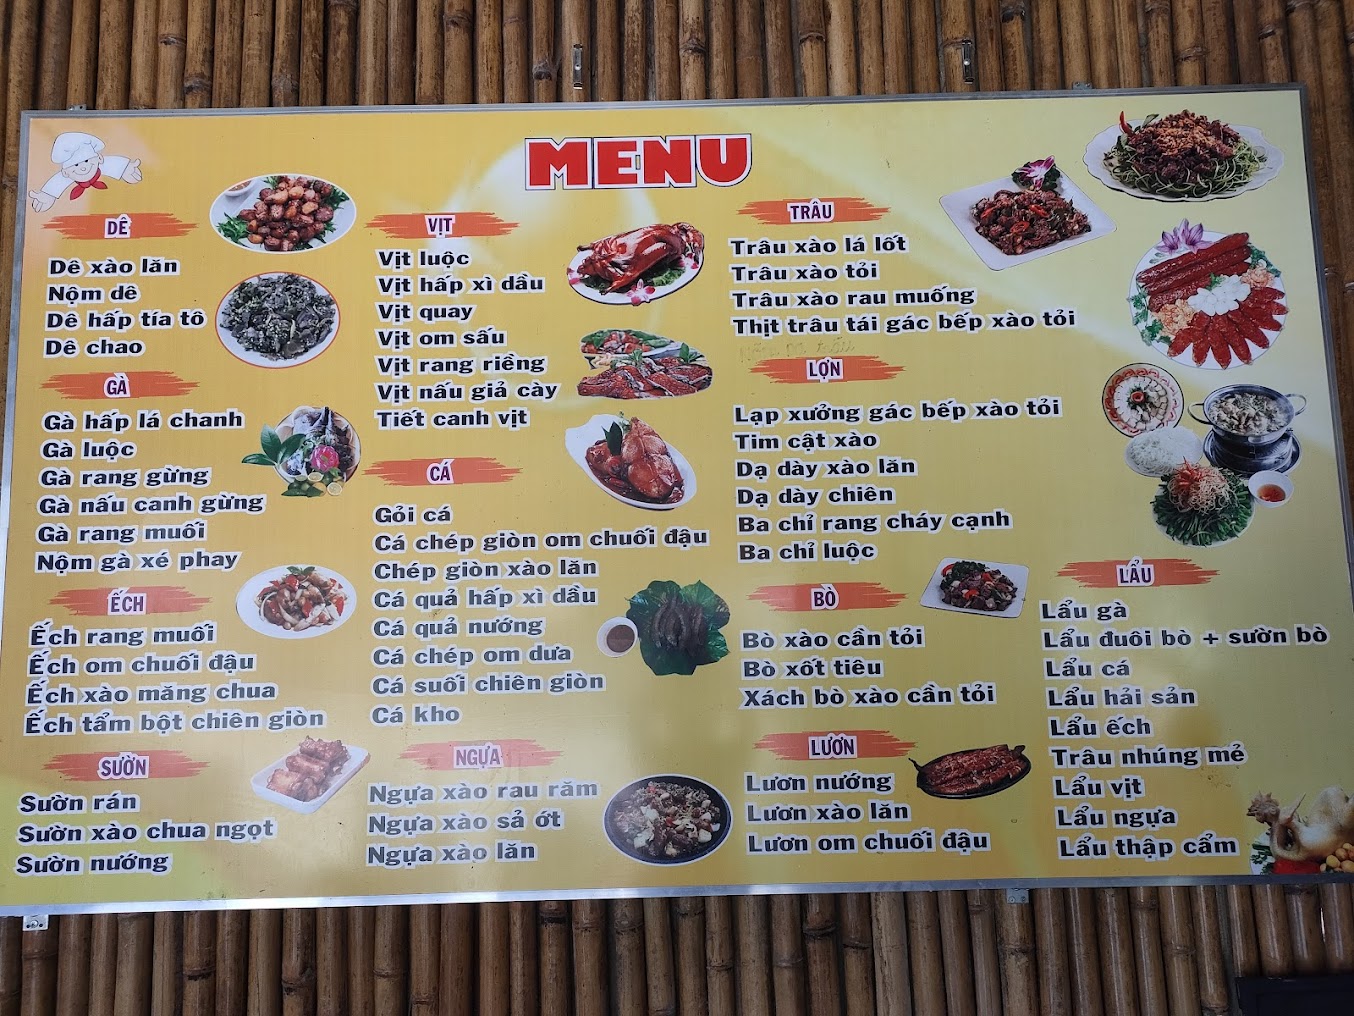 MENU
DÊ
Dê xào lăn
Nộm dê
Dê hấp tía tô
Dê chao
GÀ
Gà hấp lá chanh
Gà luộc
Gà rang gừng
Gà nấu canh gừng
Gà rang muối
Nộm gà xé phay
ẾCH
Ếch rang muối
Ếch om chuối đậu
Ếch xào măng chua
Ếch tẩm bột chiên giòn
SƯỜN
Sườn rán
Sườn xào chua ngọt
Sườn nướng
VỊT
Vịt luộc
Vịt hấp xì dầu
Vịt quay
Vịt om sấu
Vịt rang riềng
Vịt nấu giả cày
Tiết canh vịt
CÁ
Gỏi cá
Cá chép giòn om chuối đậu
Chép giòn xào lăn
Cá quả hấp xì dầu
Cá quả nướng
Cá chép om dưa
Cá suối chiên giòn
Cá kho
NGỰA
Ngựa xào rau răm
Ngựa xào sả ớt
Ngựa xào lăn
TRÂU
Trâu xào lá lốt
Trâu xào tỏi
Trâu xào rau muống
Thịt trâu tái gác bếp xào tỏi
LỢN
Lạp xưởng gác bếp xào tỏi
Tim cật xào
Dạ dày xào lăn
Dạ dày chiên
Ba chỉ rang cháy cạnh
Ba chỉ luộc
BÒ
Bò xào cần tỏi
Bò xốt tiêu
Xách bò xào cần tỏi
LƯƠN
Lươn nướng
Lươn xào lăn
Lươn om chuối đậu
LẨU
Lẩu gà
Lẩu đuôi bò + sườn bò
Lẩu cá
Lẩu hải sản
Lẩu ếch
Trâu nhúng mẻ
Lẩu vịt
Lẩu ngựa
Lẩu thập cẩm